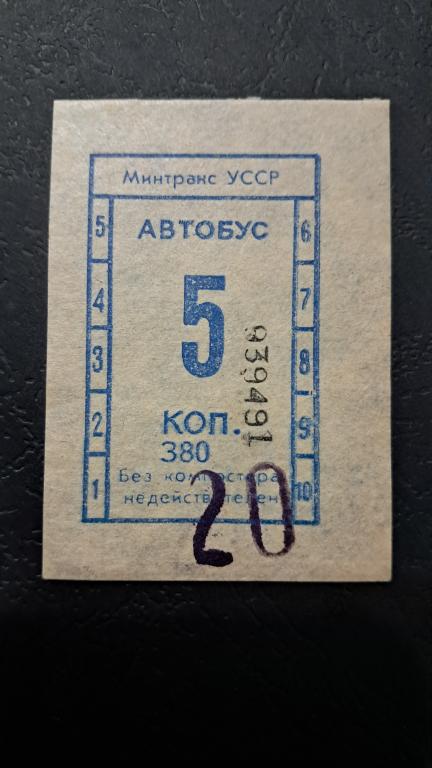 Минтранс УССР
5 АВТОБУС 6
5
4 7
3 8
939491
2 КОП. 9
380
Без компостера
1 недействителен 10
20